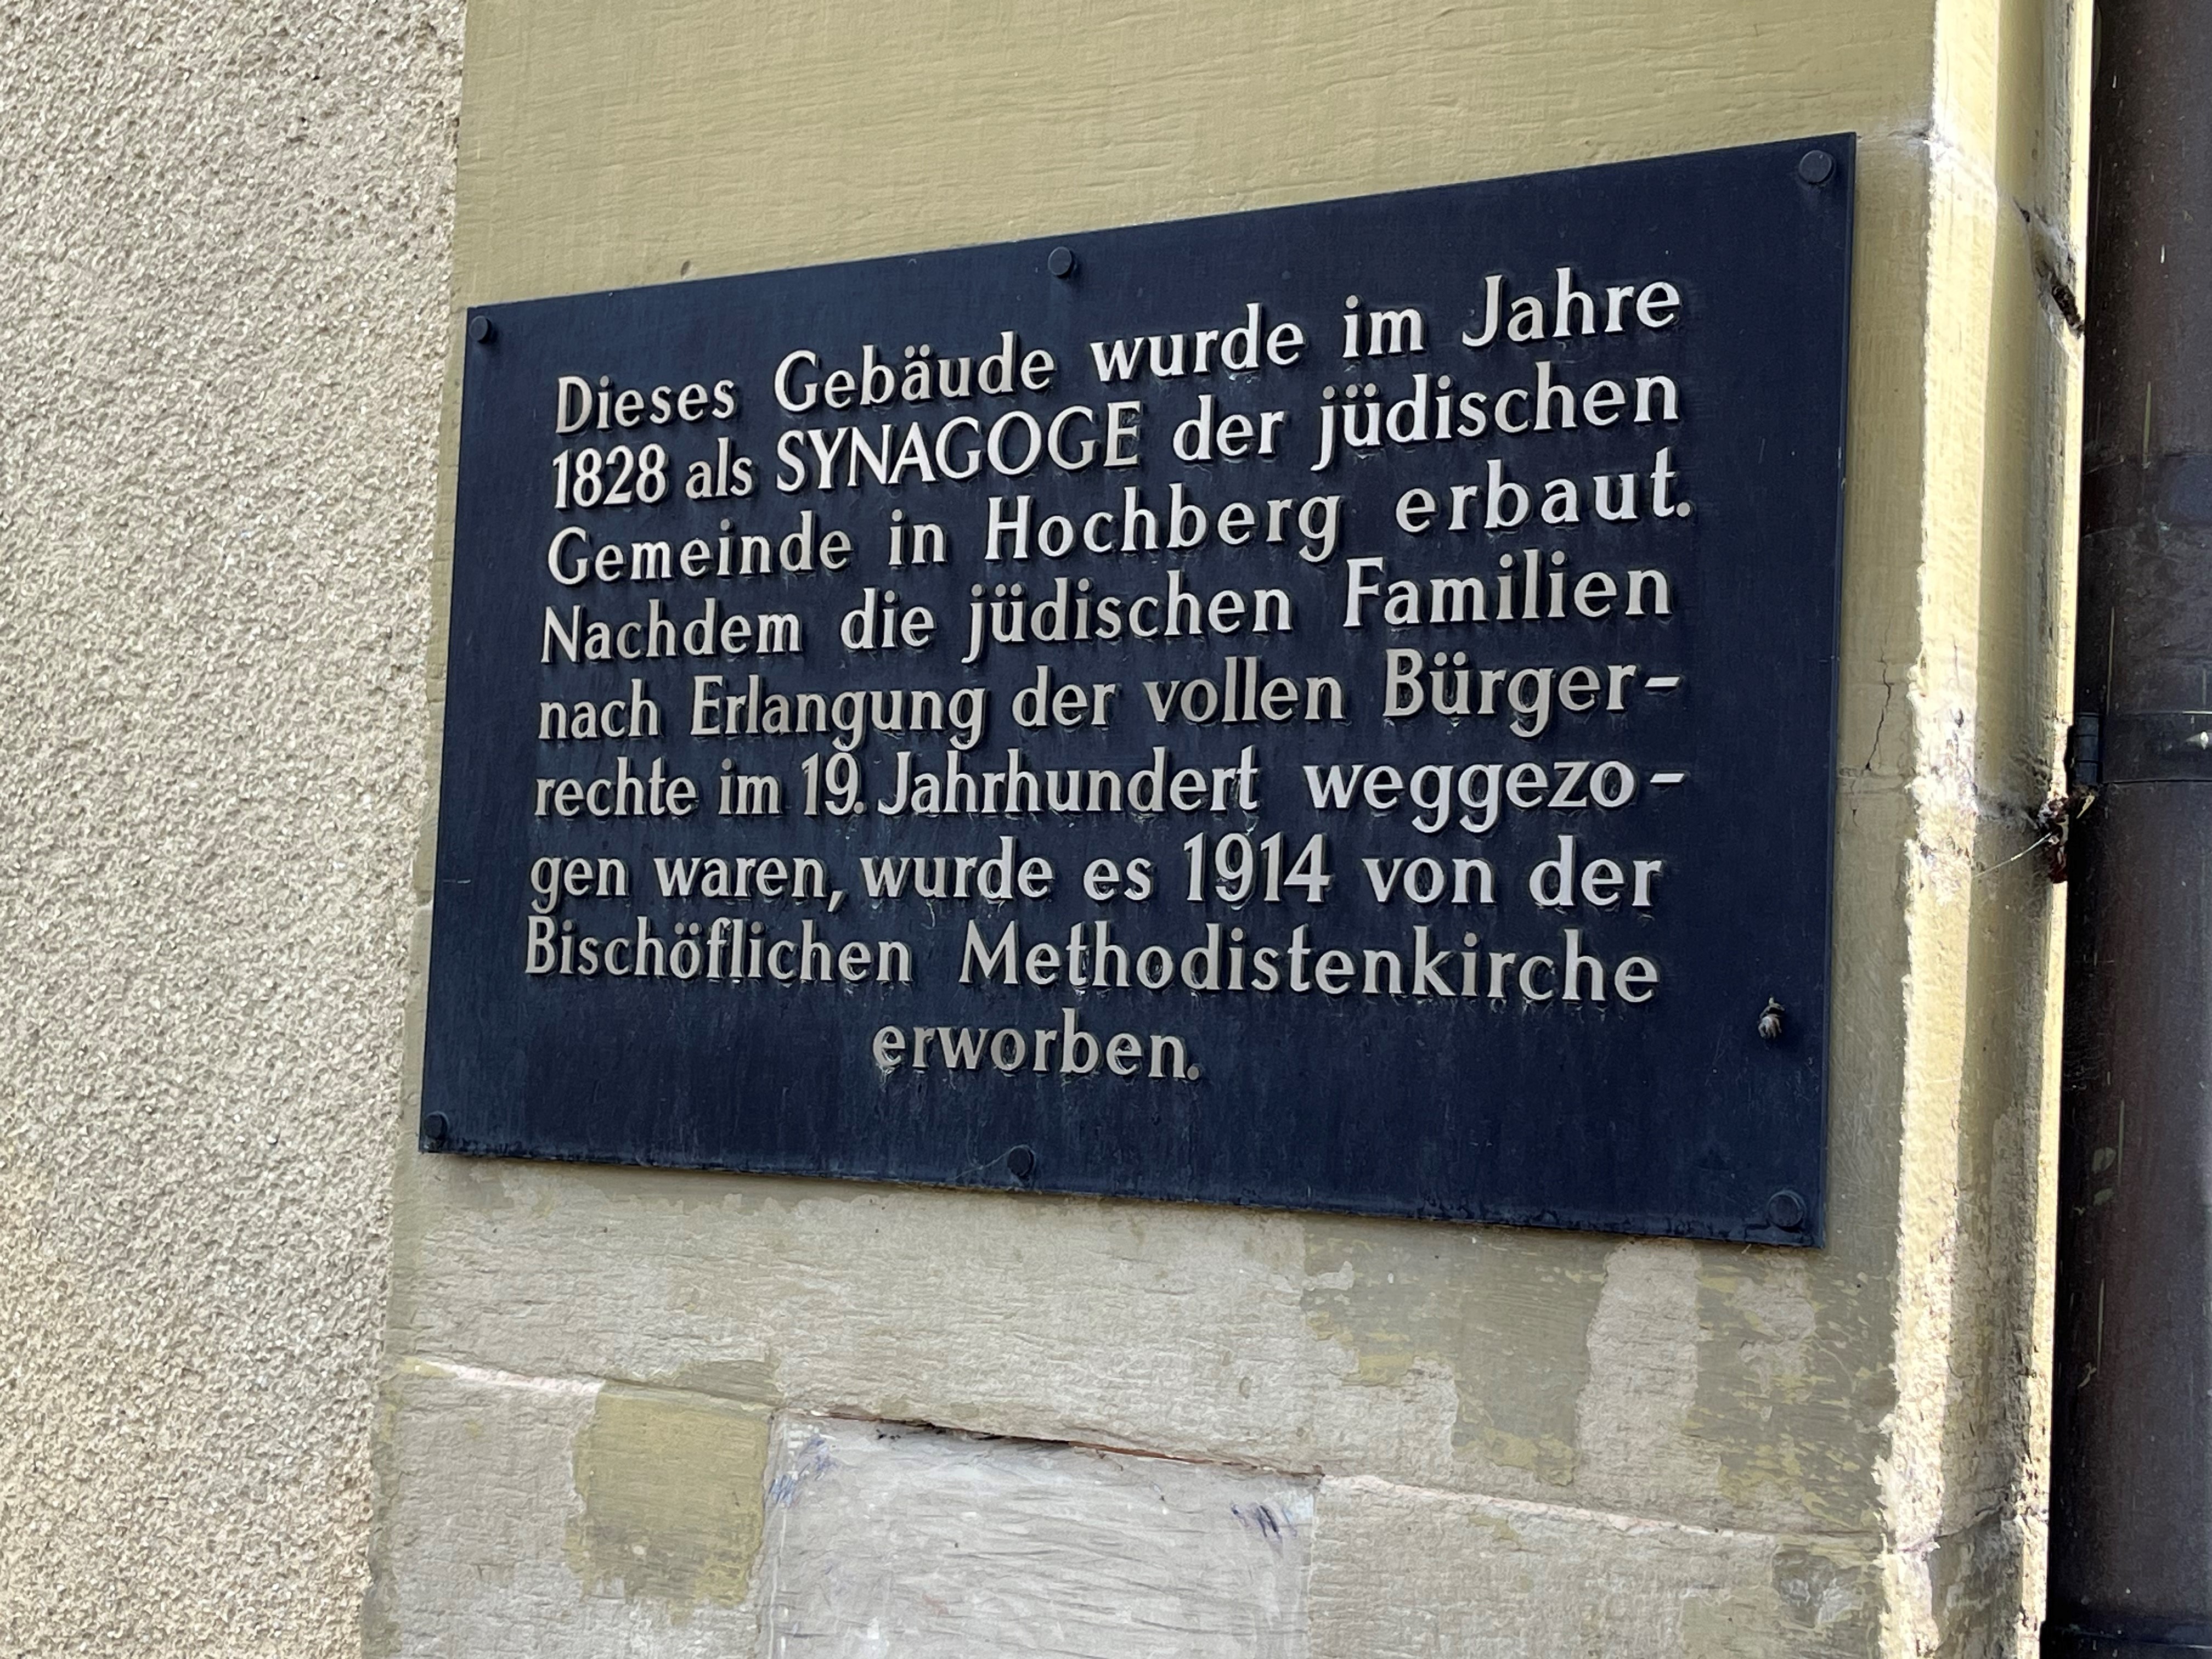 Dieses Gebäude wurde im Jahre
1828 als SYNAGOGE der jüdischen
Gemeinde in Hochberg erbaut.
Nachdem die jüdischen Familien
nach Erlangung der vollen Bürger-
rechte im 19. Jahrhundert weggezo-
gen waren, wurde es 1914 von der
Bischöflichen Methodistenkirche
erworben.